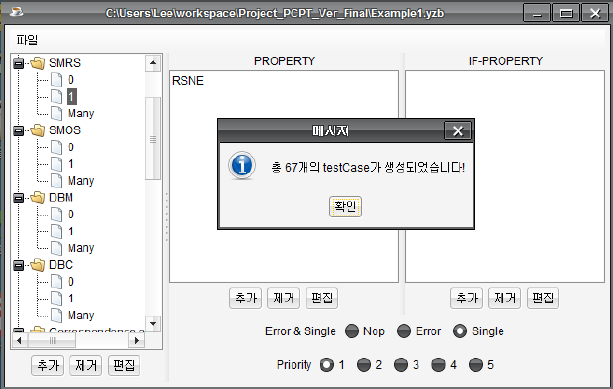 C:\Users\Lee\workspace\Project_PCPT_Ver_Final\Example1.yzb
파일
SMRS
0
1
Many
SMOS
0
1
Many
DBM
0
1
Many
DBC
0
1
Many
추가 제거 편집
PROPERTY
RSNE
추가 제거 편집
IF-PROPERTY
추가 제거 편집
메시지
총 67개의 testCase가 생성되었습니다!
확인
Error & Single Nop Error Single
Priority 1 2 3 4 5